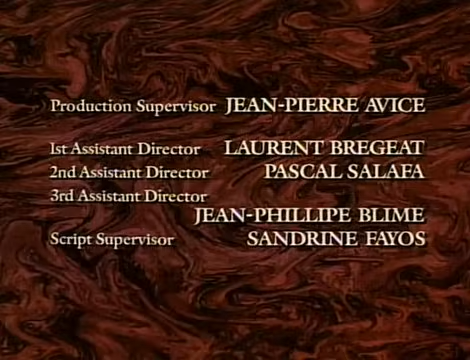 Production Supervisor JEAN-PIERRE AVICE
1st Assistant Director LAURENT BREGEAT
2nd Assistant Director PASCAL SALAFA
3rd Assistant Director
JEAN-PHILLIPE BLIME
Script Supervisor SANDRINE FAYOS